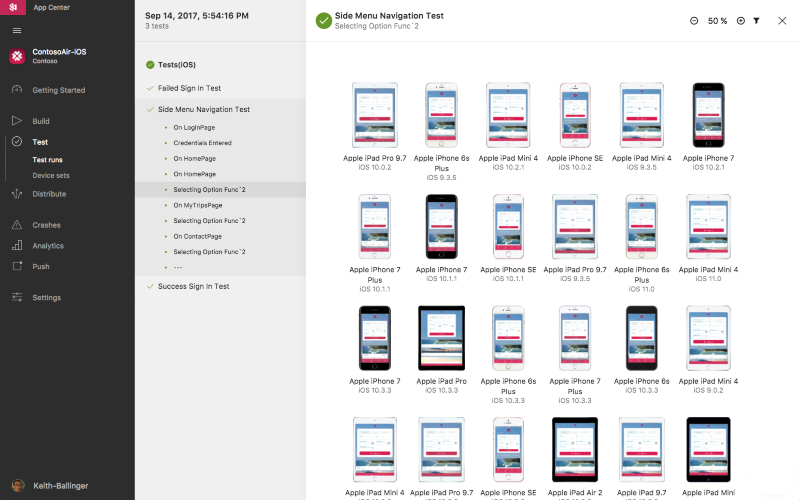 App Center
ContosoAir-iOS
Contoso
Getting Started
Build
Test
Test runs
Device sets
Distribute
Crashes
Analytics
Push
Settings
Keith-Ballinger
Sep 14, 2017, 5:54:16 PM
3 tests
Tests(iOS)
Failed Sign In Test
Side Menu Navigation Test
On LogInPage
Credentials Entered
On HomePage
On HomePage
Selecting Option Func`2
On MyTripsPage
Selecting Option Func`2
On ContactPage
Selecting Option Func`2
---
Success Sign In Test
Side Menu Navigation Test
Selecting Option Func`2
50 %
Apple iPad Pro 9.7
iOS 10.0.2
Apple iPhone 6s
Plus
iOS 9.3.5
Apple iPad Mini 4
iOS 10.2.1
Apple iPhone SE
iOS 10.0.2
Apple iPad Mini 4
iOS 9.3.5
Apple iPhone 7
iOS 10.2.1
Apple iPhone 7
Plus
iOS 10.1.1
Apple iPhone 7
iOS 10.1.1
Apple iPhone SE
iOS 10.1.1
Apple iPad Pro 9.7
iOS 9.3.5
Apple iPhone 6s
Plus
iOS 11.0
Apple iPad Mini 4
iOS 11.0
Apple iPhone 7
iOS 10.3.3
Apple iPad Pro
iOS 10.3.3
Apple iPhone 6s
Plus
iOS 10.3.3
Apple iPhone 7
Plus
iOS 10.3.3
Apple iPhone 6s
iOS 10.3.3
Apple iPad Mini 4
iOS 9.0.2
Apple iPad Mini 4
Apple iPad Pro 9.7
Apple iPhone SE
Apple iPad Air 2
Apple iPad Pro 9.7
Apple iPad Mini